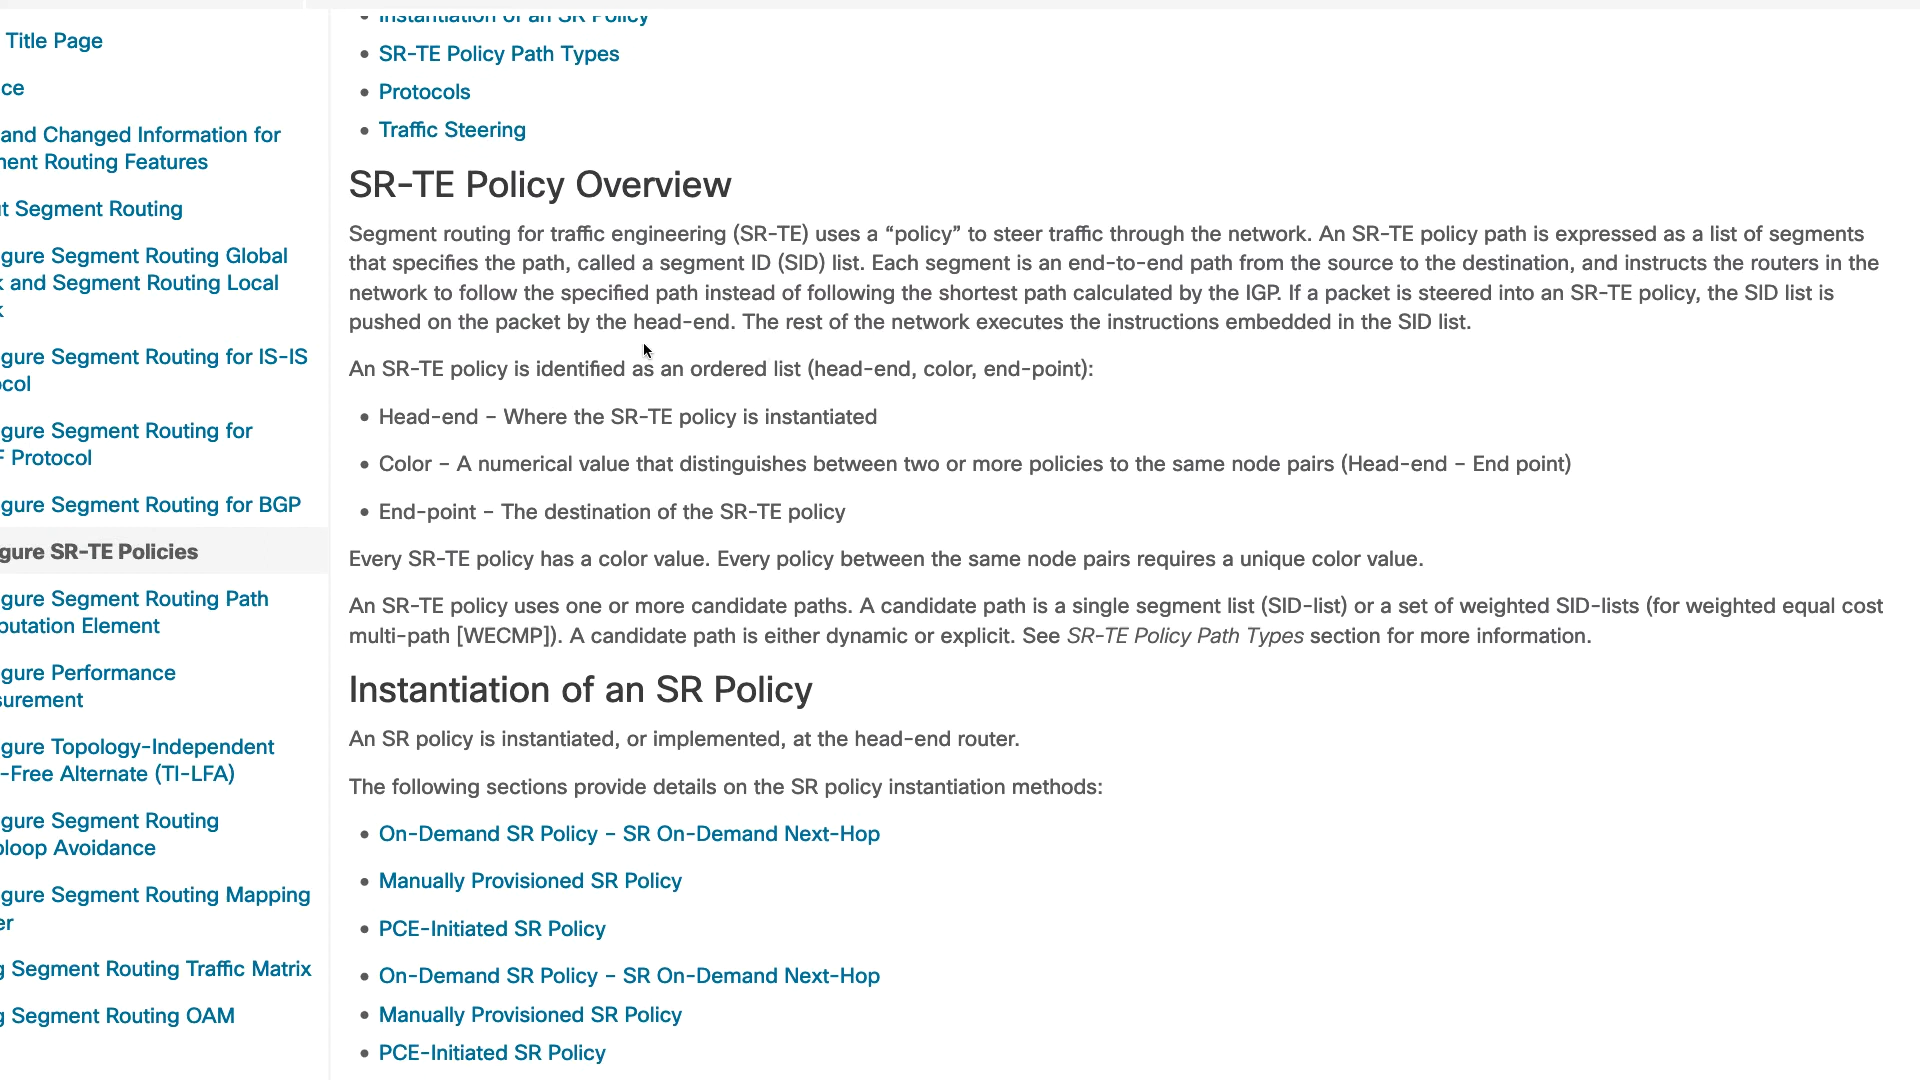 Instantiation of an SR Policy
Title Page
SR-TE Policy Path Types
ce
Protocols
and Changed Information for
Traffic Steering
ent Routing Features
SR-TE Policy Overview
t Segment Routing
Segment routing for traffic engineering (SR-TE) uses a “policy” to steer traffic through the network. An SR-TE policy path is expressed as a list of segments
that specifies the path, called a segment ID (SID) list. Each segment is an end-to-end path from the source to the destination, and instructs the routers in the
network to follow the specified path instead of following the shortest path calculated by the IGP. If a packet is steered into an SR-TE policy, the SID list is
pushed on the packet by the head-end. The rest of the network executes the instructions embedded in the SID list.
gure Segment Routing Global
k and Segment Routing Local
k
gure Segment Routing for IS-IS
ocol
An SR-TE policy is identified as an ordered list (head-end, color, end-point):
Head-end – Where the SR-TE policy is instantiated
gure Segment Routing for
F Protocol
Color – A numerical value that distinguishes between two or more policies to the same node pairs (Head-end – End point)
gure Segment Routing for BGP
End-point – The destination of the SR-TE policy
gure SR-TE Policies
Every SR-TE policy has a color value. Every policy between the same node pairs requires a unique color value.
gure Segment Routing Path
putation Element
An SR-TE policy uses one or more candidate paths. A candidate path is a single segment list (SID-list) or a set of weighted SID-lists (for weighted equal cost
multi-path [WECMP]). A candidate path is either dynamic or explicit. See SR-TE Policy Path Types section for more information.
gure Performance
surement
Instantiation of an SR Policy
An SR policy is instantiated, or implemented, at the head-end router.
gure Topology-Independent
-Free Alternate (TI-LFA)
The following sections provide details on the SR policy instantiation methods:
gure Segment Routing
oloop Avoidance
On-Demand SR Policy – SR On-Demand Next-Hop
Manually Provisioned SR Policy
gure Segment Routing Mapping
er
PCE-Initiated SR Policy
g Segment Routing Traffic Matrix
On-Demand SR Policy – SR On-Demand Next-Hop
g Segment Routing OAM
Manually Provisioned SR Policy
PCE-Initiated SR Policy